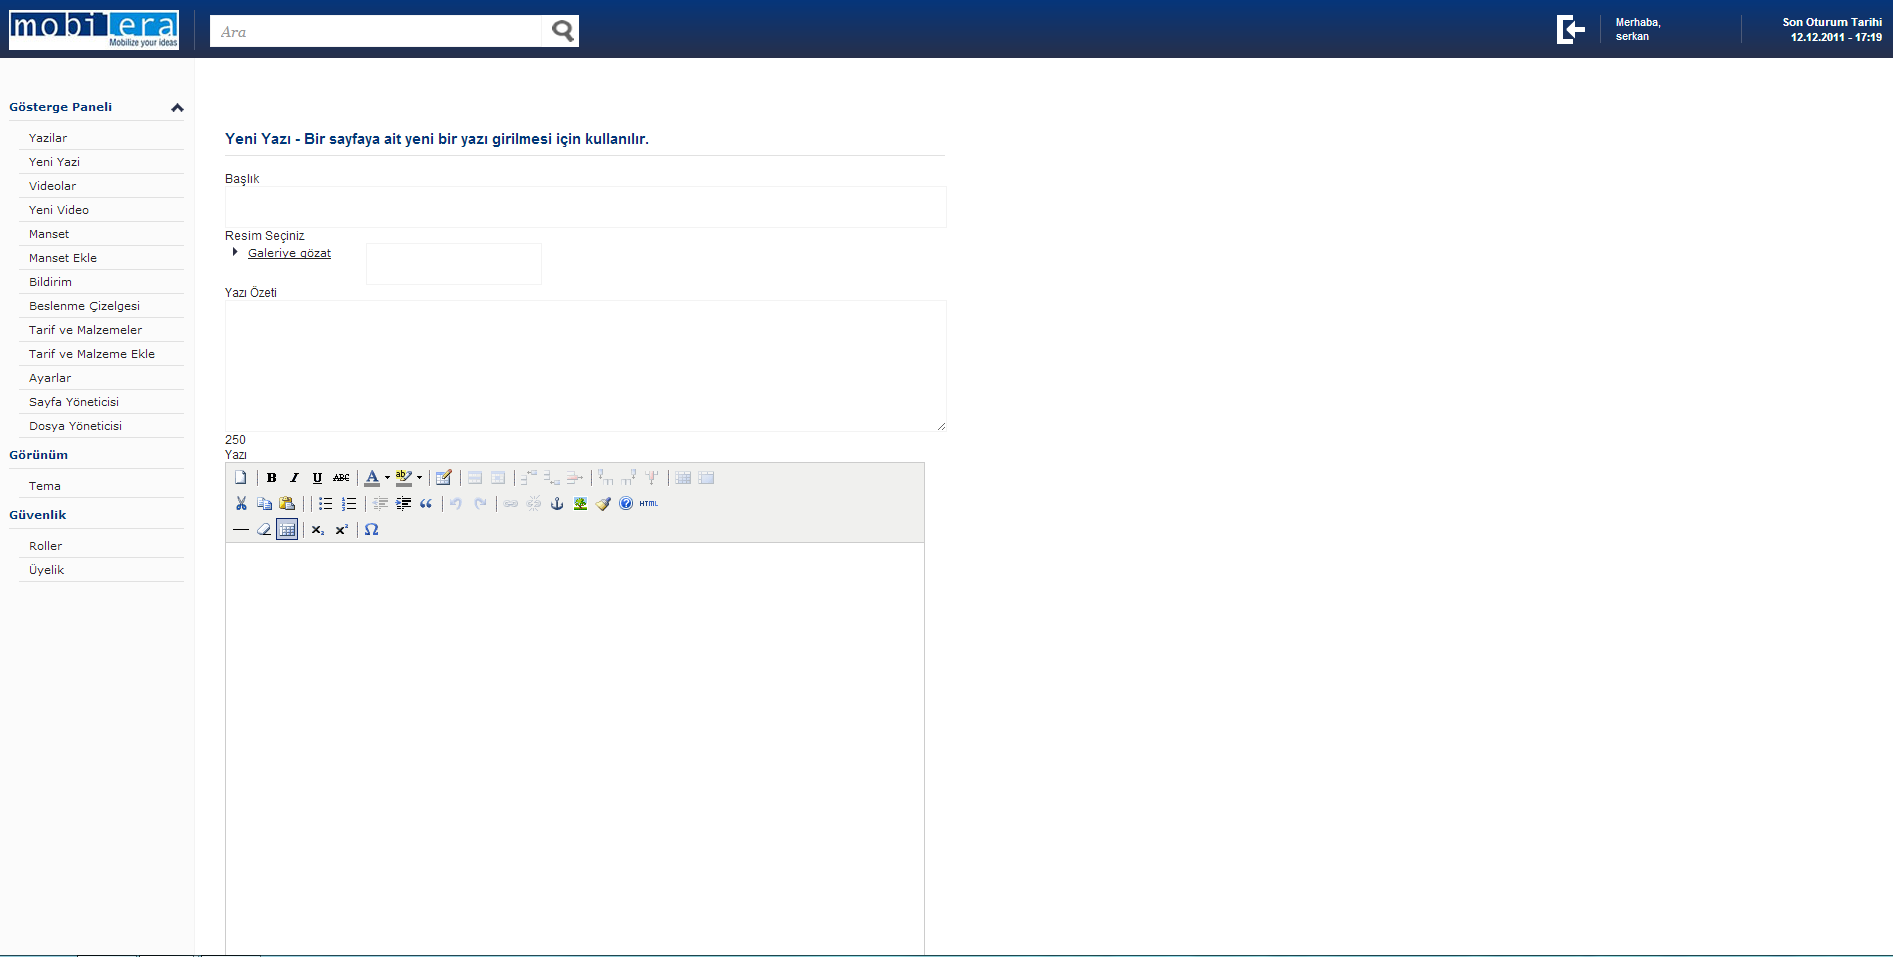 mobilera
Mobilize your ideas
Ara
Merhaba,
serkan
Son Oturum Tarihi
12.12.2011 - 17:19
Gösterge Paneli
Yazilar
Yeni Yazi
Videolar
Yeni Video
Manset
Manset Ekle
Bildirim
Beslenme Çizelgesi
Tarif ve Malzemeler
Tarif ve Malzeme Ekle
Ayarlar
Sayfa Yöneticisi
Dosya Yöneticisi
Görünüm
Tema
Güvenlik
Roller
Üyelik
Yeni Yazı - Bir sayfaya ait yeni bir yazı girilmesi için kullanılır.
Başlık
Resim Seçiniz
Galeriye gözat
Yazı Özeti
250
Yazı
B I U ABC A ab
HTML
x₂ x² Ω